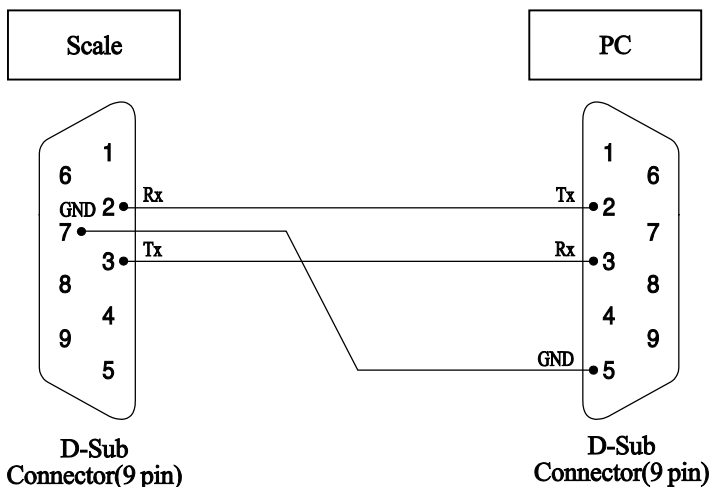 Scale
PC
1
6
2
Rx
GND
7
3
Tx
8
4
9
5
1
6
Tx
2
7
Rx
3
8
4
9
GND
5
D-Sub
Connector(9 pin)
D-Sub
Connector(9 pin)